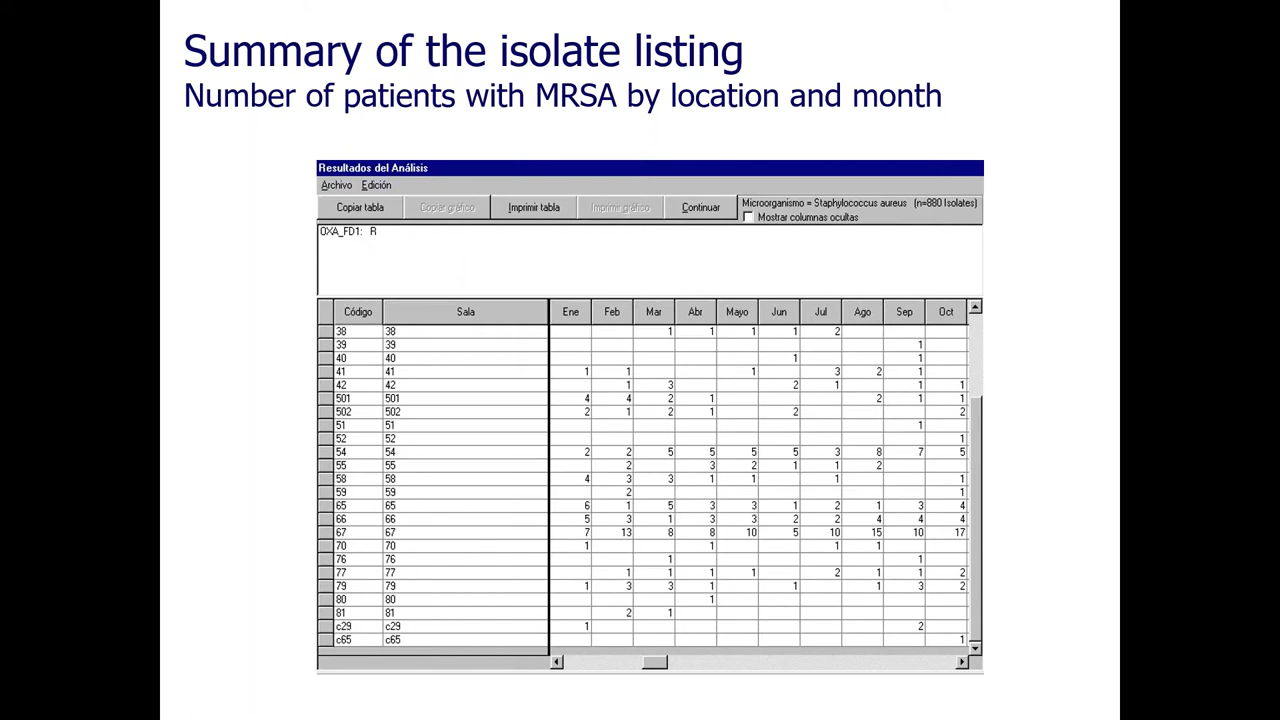 Summary of the isolate listing
Number of patients with MRSA by location and month
Resultados del Análisis
Archivo Edición
Copiar tabla Copiar gráfico Imprimir tabla Imprimir gráfico Continuar Microorganismo = Staphylococcus aureus (n=880 Isolates)
Mostrar columnas ocultas
OXA_FD1: R
Código Sala Ene Feb Mar Abr Mayo Jun Jul Ago Sep Oct
38 38 1 1 1 1 2
39 39 1
40 40 1 1
41 41 1 1 1 3 2 1
42 42 1 3 2 1 1 1
501 501 4 4 2 1 2 1 1
502 502 2 1 2 1 2 2
51 51 1
52 52 1
54 54 2 2 5 5 5 5 3 8 7 5
55 55 2 3 2 1 1 2
58 58 4 3 3 1 1 1 1
59 59 2 1
65 65 6 1 5 3 3 1 2 1 3 4
66 66 5 3 1 3 3 2 2 4 4 4
67 67 7 13 8 8 10 5 10 15 10 17
70 70 1 1 1 1
76 76 1 1
77 77 1 1 1 1 2 1 1 2
79 79 1 3 3 1 1 1 3 2
80 80 1
81 81 2 1
c29 c29 1 2
c65 c65 1